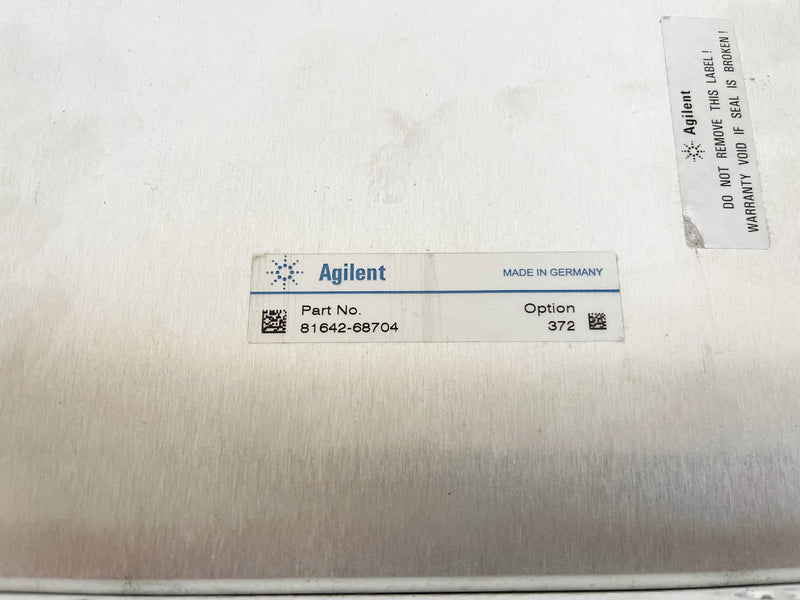 Agilent
MADE IN GERMANY
Part No.
81642-68704
Option
372
Agilent
DO NOT REMOVE THIS LABEL!
WARRANTY VOID IF SEAL IS BROKEN!